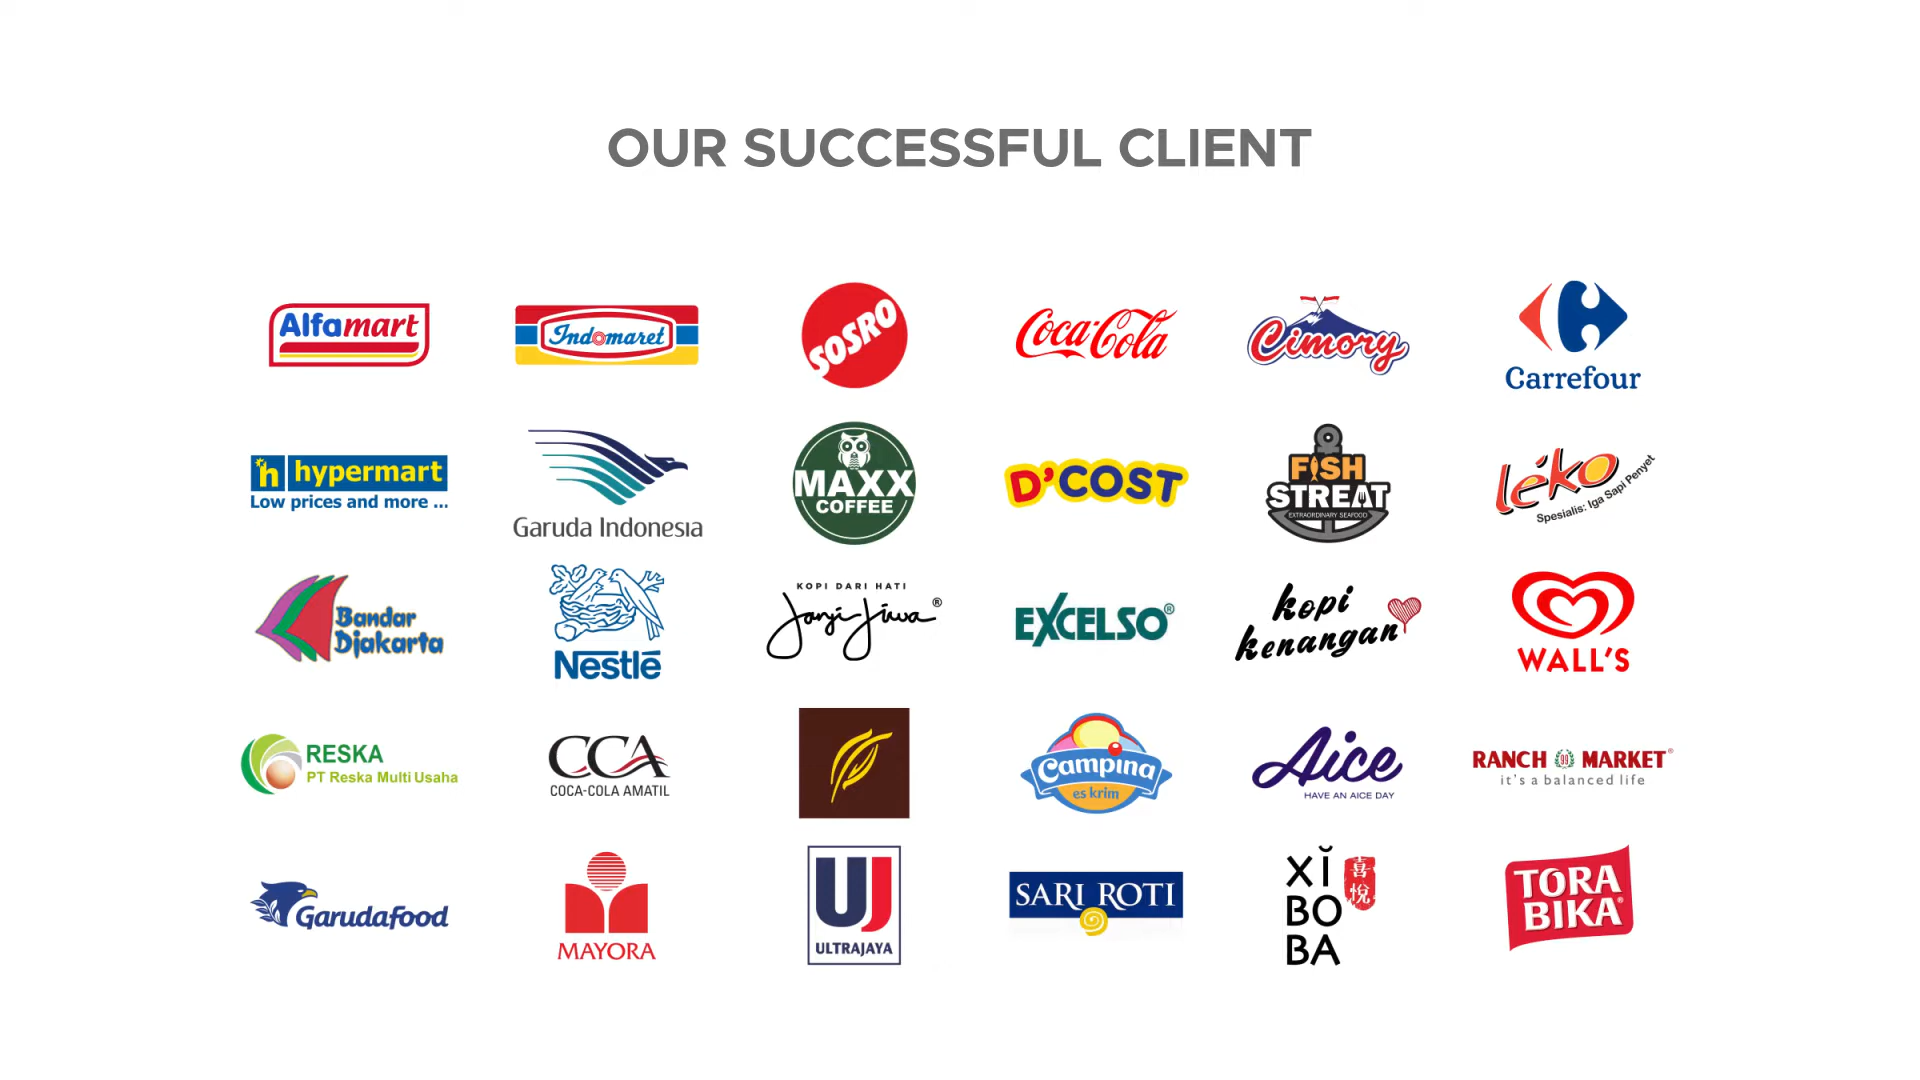 OUR SUCCESSFUL CLIENT
Alfamart
Indomaret
SOSRO
Coca-Cola
Cimory
Carrefour
h hypermart
Low prices and more ...
Garuda Indonesia
MAXX
COFFEE
D'COST
FISH
STREAT
EXTRAORDINARY SEAFOOD
léko
Spesialis: Iga Sapi Penyet
Bandar
Djakarta
Nestlé
KOPI DARI HATI
Janji Jiwa ®
EXCELSO®
kopi
kenangan
WALL'S
RESKA
PT Reska Multi Usaha
CCA
COCA-COLA AMATIL
Campina
es krim
Aice
HAVE AN AICE DAY
RANCH 99 MARKET®
it's a balanced life
Garudafood
MAYORA
UJ
ULTRAJAYA
SARI ROTI
XǏ
BO
BA
喜
悅
TORA
BIKA®